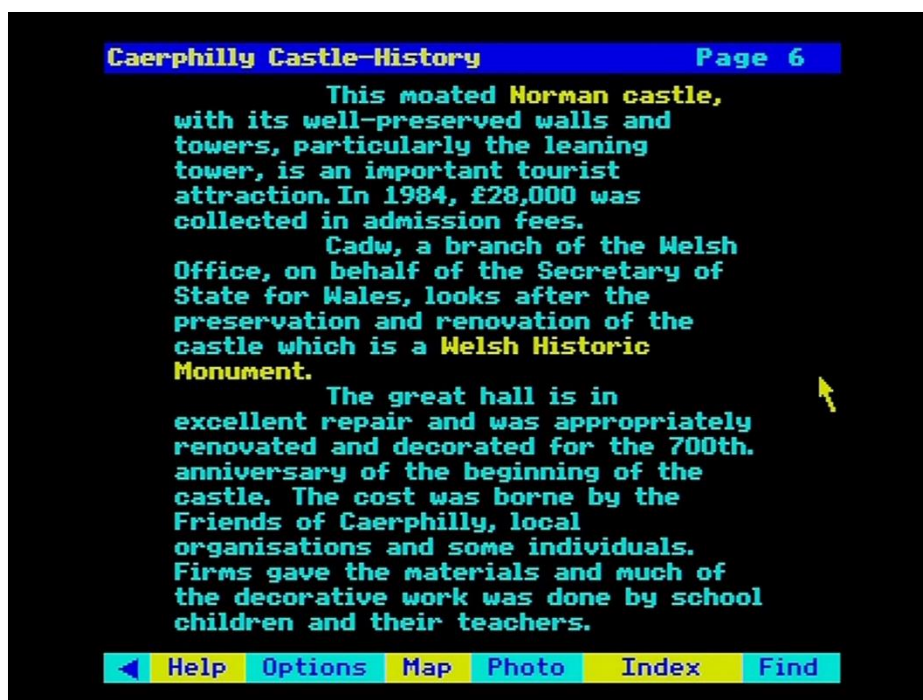 Caerphilly Castle-History Page 6
This moated Norman castle,
with its well-preserved walls and
towers, particularly the leaning
tower, is an important tourist
attraction.In 1984, £28,000 was
collected in admission fees.
Cadw, a branch of the Welsh
Office, on behalf of the Secretary of
State for Wales, looks after the
preservation and renovation of the
castle which is a Welsh Historic
Monument.
The great hall is in
excellent repair and was appropriately
renovated and decorated for the 700th.
anniversary of the beginning of the
castle. The cost was borne by the
Friends of Caerphilly, local
organisations and some individuals.
Firms gave the materials and much of
the decorative work was done by school
children and their teachers.
Help Options Map Photo Index Find